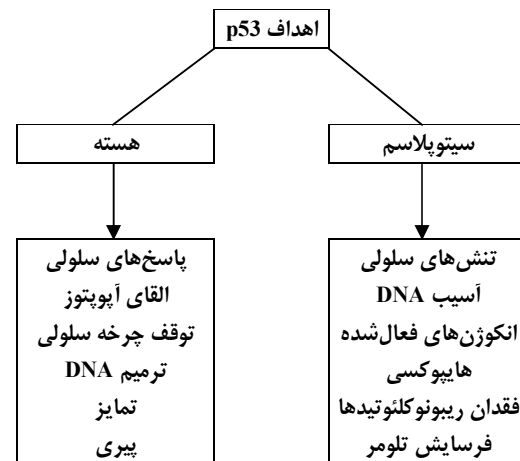 اهداف p53
هسته
سیتوپلاسم
پاسخ‌های سلولی
القای آپوپتوز
توقف چرخه سلولی
ترمیم DNA
تمایز
پیری
تنش‌های سلولی
آسیب DNA
انکوژن‌های فعال‌شده
هایپوکسی
فقدان ریبونوکلئوتیدها
فرسایش تلومر